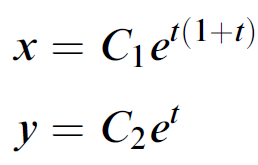 x = C₁e^{t(1+t)}
y = C₂e^{t}